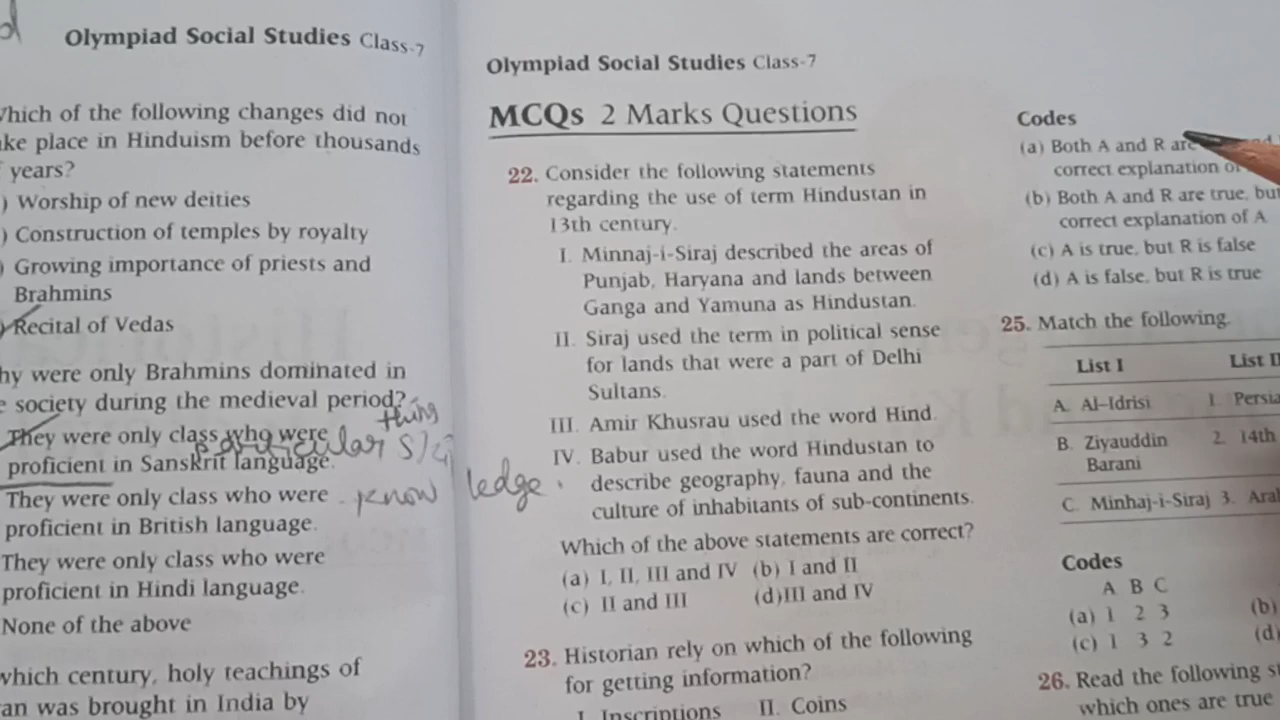 Olympiad Social Studies Class-7
Which of the following changes did not
take place in Hinduism before thousands
years?
) Worship of new deities
) Construction of temples by royalty
) Growing importance of priests and
Brahmins
) Recital of Vedas
were only Brahmins dominated in
society during the medieval period?
thing
They were only class who were
particular
proficient in Sanskrit language.
They were only class who were
know ledge.
proficient in British language.
They were only class who were
proficient in Hindi language.
None of the above
which century, holy teachings of
was brought in India by
Olympiad Social Studies Class-7
MCQs 2 Marks Questions
22. Consider the following statements
regarding the use of term Hindustan in
13th century.
I. Minnaj-i-Siraj described the areas of
Punjab, Haryana and lands between
Ganga and Yamuna as Hindustan.
II. Siraj used the term in political sense
for lands that were a part of Delhi
Sultans.
III. Amir Khusrau used the word Hind.
IV. Babur used the word Hindustan to
describe geography, fauna and the
culture of inhabitants of sub-continents.
Which of the above statements are correct?
(a) I, II, III and IV (b) I and II
(c) II and III (d)III and IV
23. Historian rely on which of the following
for getting information?
I. Inscriptions II. Coins
Codes
(a) Both A and R are
correct explanation
(b) Both A and R are true, but
correct explanation of A
(c) A is true, but R is false
(d) A is false, but R is true
25. Match the following.
List I List II
A. Al-Idrisi 1. Persia
B. Ziyauddin 2. 14th
Barani
C. Minhaj-i-Siraj 3.
Codes
A B C
(a) 1 2 3 (b)
(c) 1 3 2 (d)
26. Read the following
which ones are true